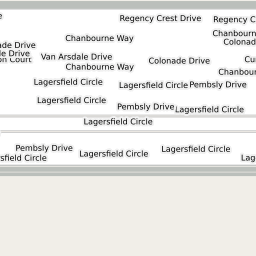 Regency Crest Drive
Regency C
Chanbourne Way
Chanbourn
ade Drive
Colonad
le Drive
on Court
Van Arsdale Drive
Colonade Drive
Cu
Chanbourne Way
Chanbour
Lagersfield Circle
Lagersfield Circle
Pembsly Drive
Lagersfield Circle
Pembsly Drive
Lagersfield Circle
Lagersfield Circle
Pembsly Drive
Lagersfield Circle
sfield Circle
Lagersfield Circle
Lage